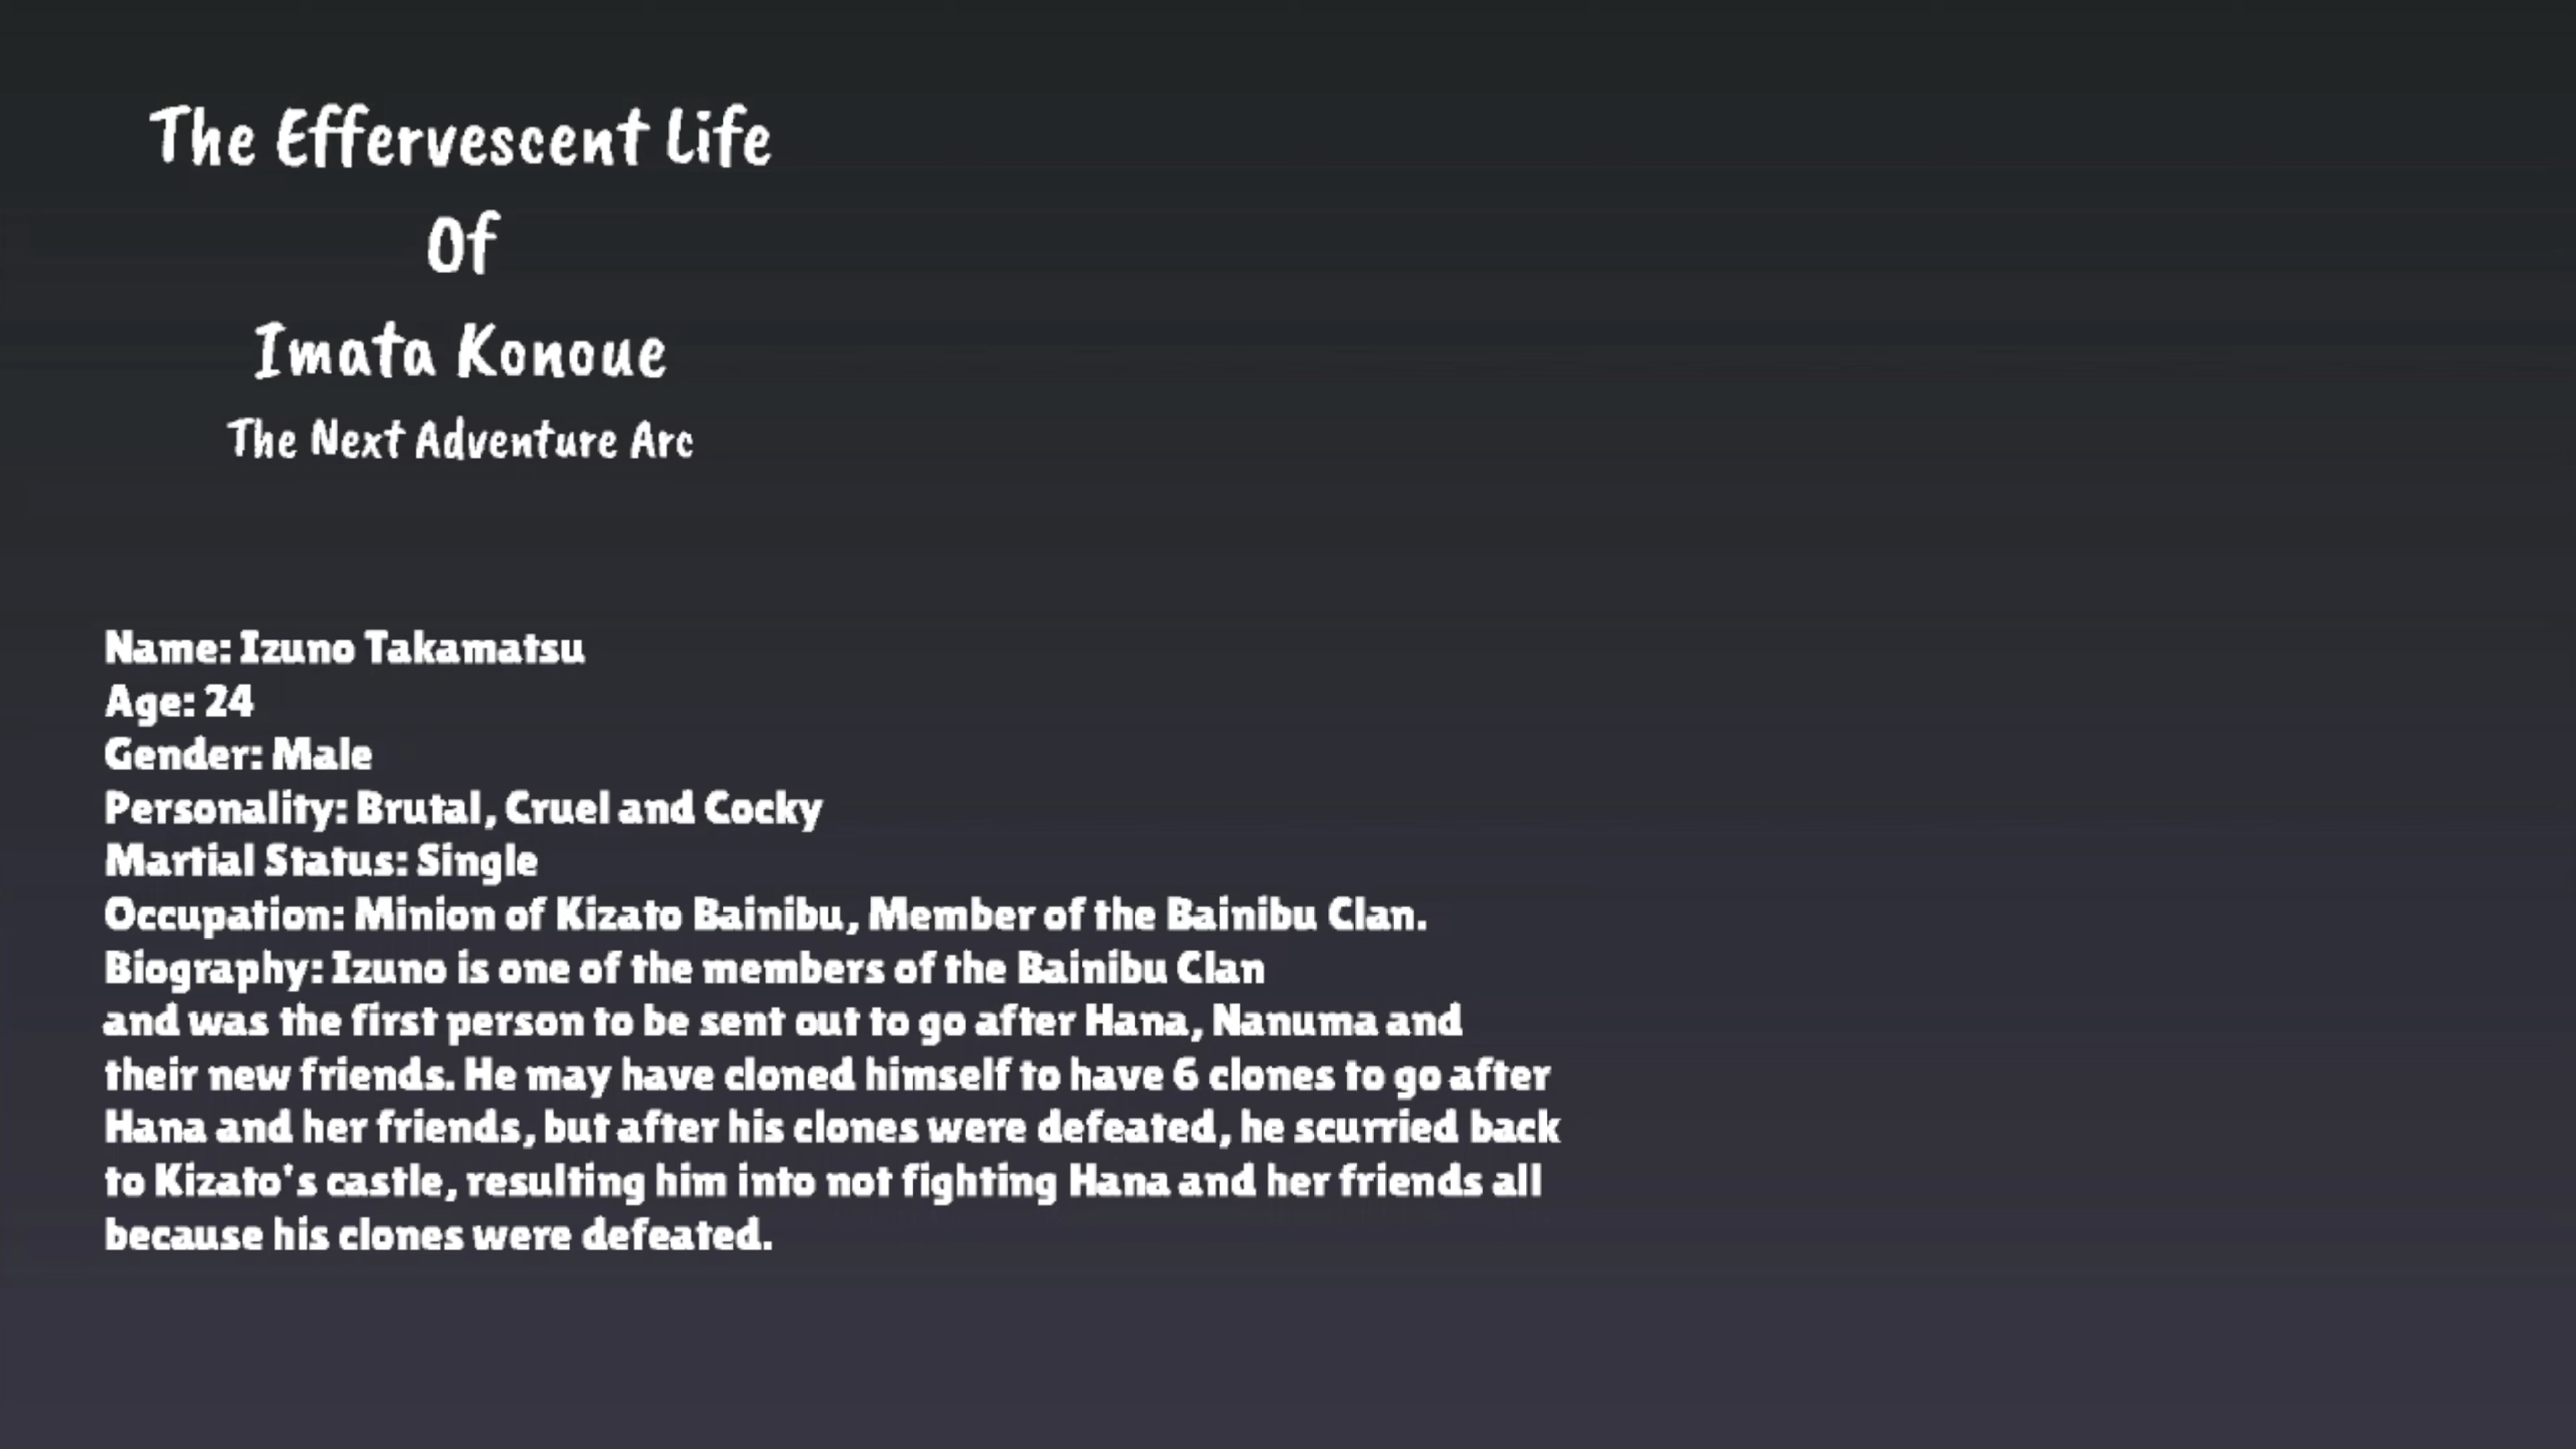 The Effervescent Life
Of
Imata Konoue
The Next Adventure Arc
Name: Izuno Takamatsu
Age: 24
Gender: Male
Personality: Brutal, Cruel and Cocky
Martial Status: Single
Occupation: Minion of Kizato Bainibu, Member of the Bainibu Clan.
Biography: Izuno is one of the members of the Bainibu Clan
and was the first person to be sent out to go after Hana, Nanuma and
their new friends. He may have cloned himself to have 6 clones to go after
Hana and her friends, but after his clones were defeated, he scurried back
to Kizato's castle, resulting him into not fighting Hana and her friends all
because his clones were defeated.